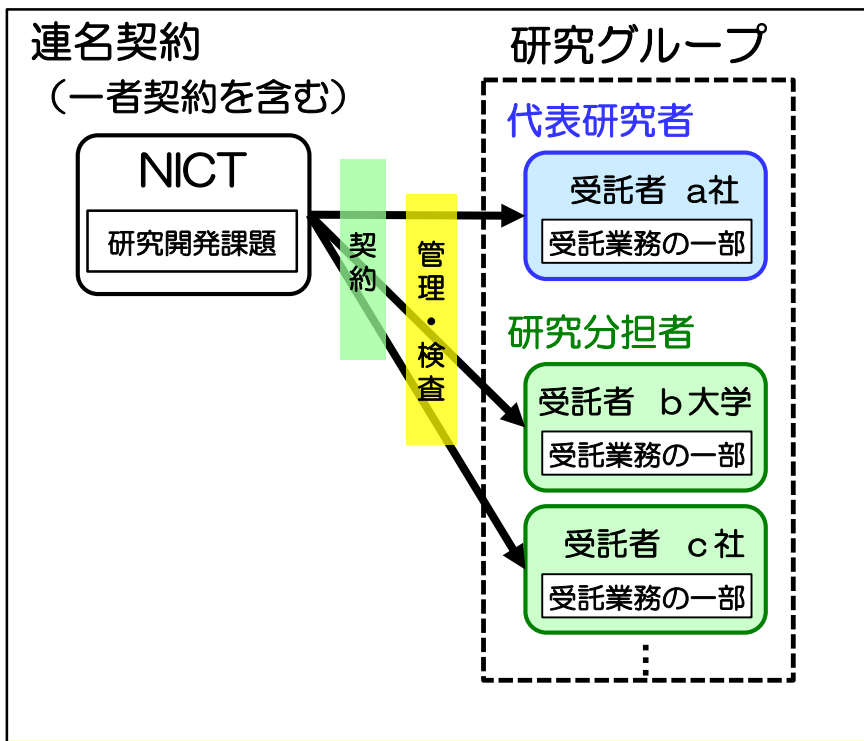 連名契約
(一者契約を含む)
研究グループ
NICT
研究開発課題
契約
管理・検査
代表研究者
受託者 a社
受託業務の一部
研究分担者
受託者 b大学
受託業務の一部
受託者 c社
受託業務の一部